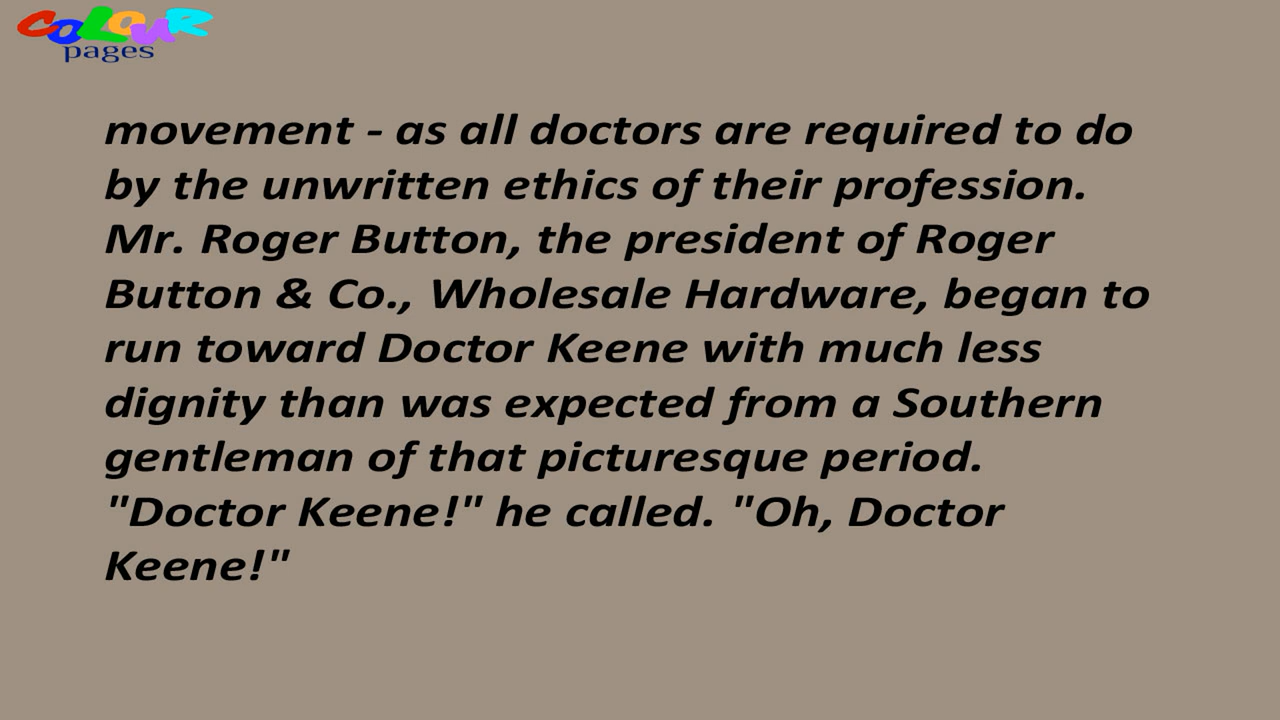 COLOUR
pages
movement - as all doctors are required to do
by the unwritten ethics of their profession.
Mr. Roger Button, the president of Roger
Button & Co., Wholesale Hardware, began to
run toward Doctor Keene with much less
dignity than was expected from a Southern
gentleman of that picturesque period.
"Doctor Keene!" he called. "Oh, Doctor
Keene!"